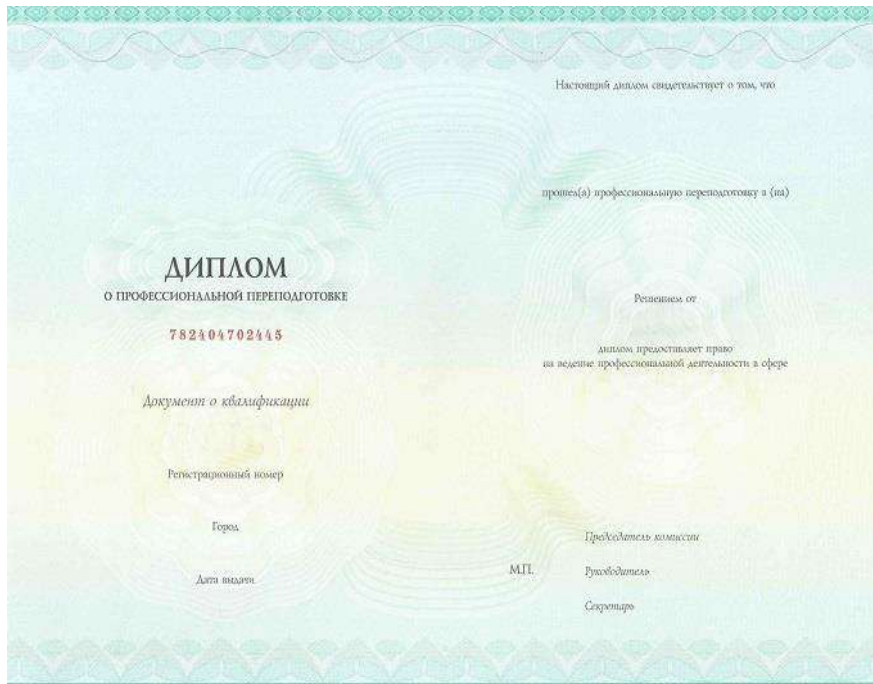 ДИПЛОМ
О ПРОФЕССИОНАЛЬНОЙ ПЕРЕПОДГОТОВКЕ
782404702445
Документ о квалификации
Регистрационный номер
Город
Дата выдачи
Настоящий диплом свидетельствует о том, что
прошел(а) профессиональную переподготовку в (на)
Решением от
диплом предоставляет право
на ведение профессиональной деятельности в сфере
М.П.
Председатель комиссии
Руководитель
Секретарь